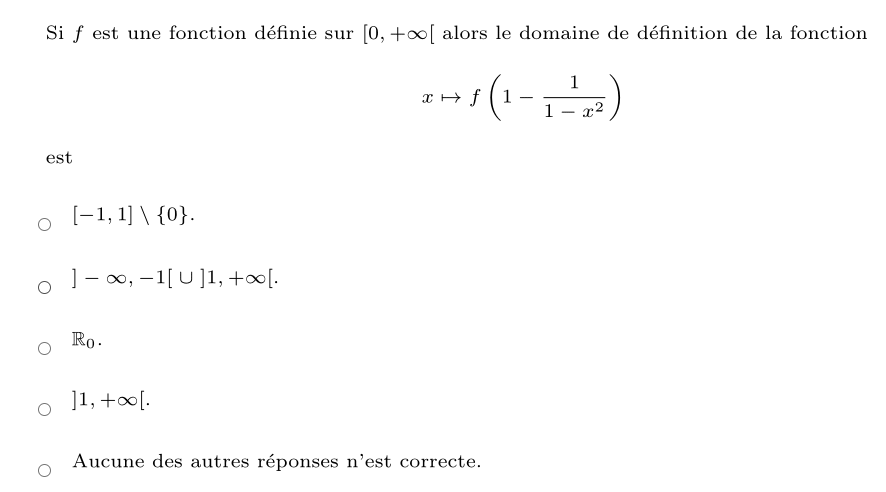 Si f est une fonction définie sur [0, +∞[ alors le domaine de définition de la fonction
x ↦ f (1 − 1/(1 − x²))
est
[−1, 1] \ {0}.
] − ∞, −1[ ∪ ]1, +∞[.
ℝ₀.
]1, +∞[.
Aucune des autres réponses n'est correcte.